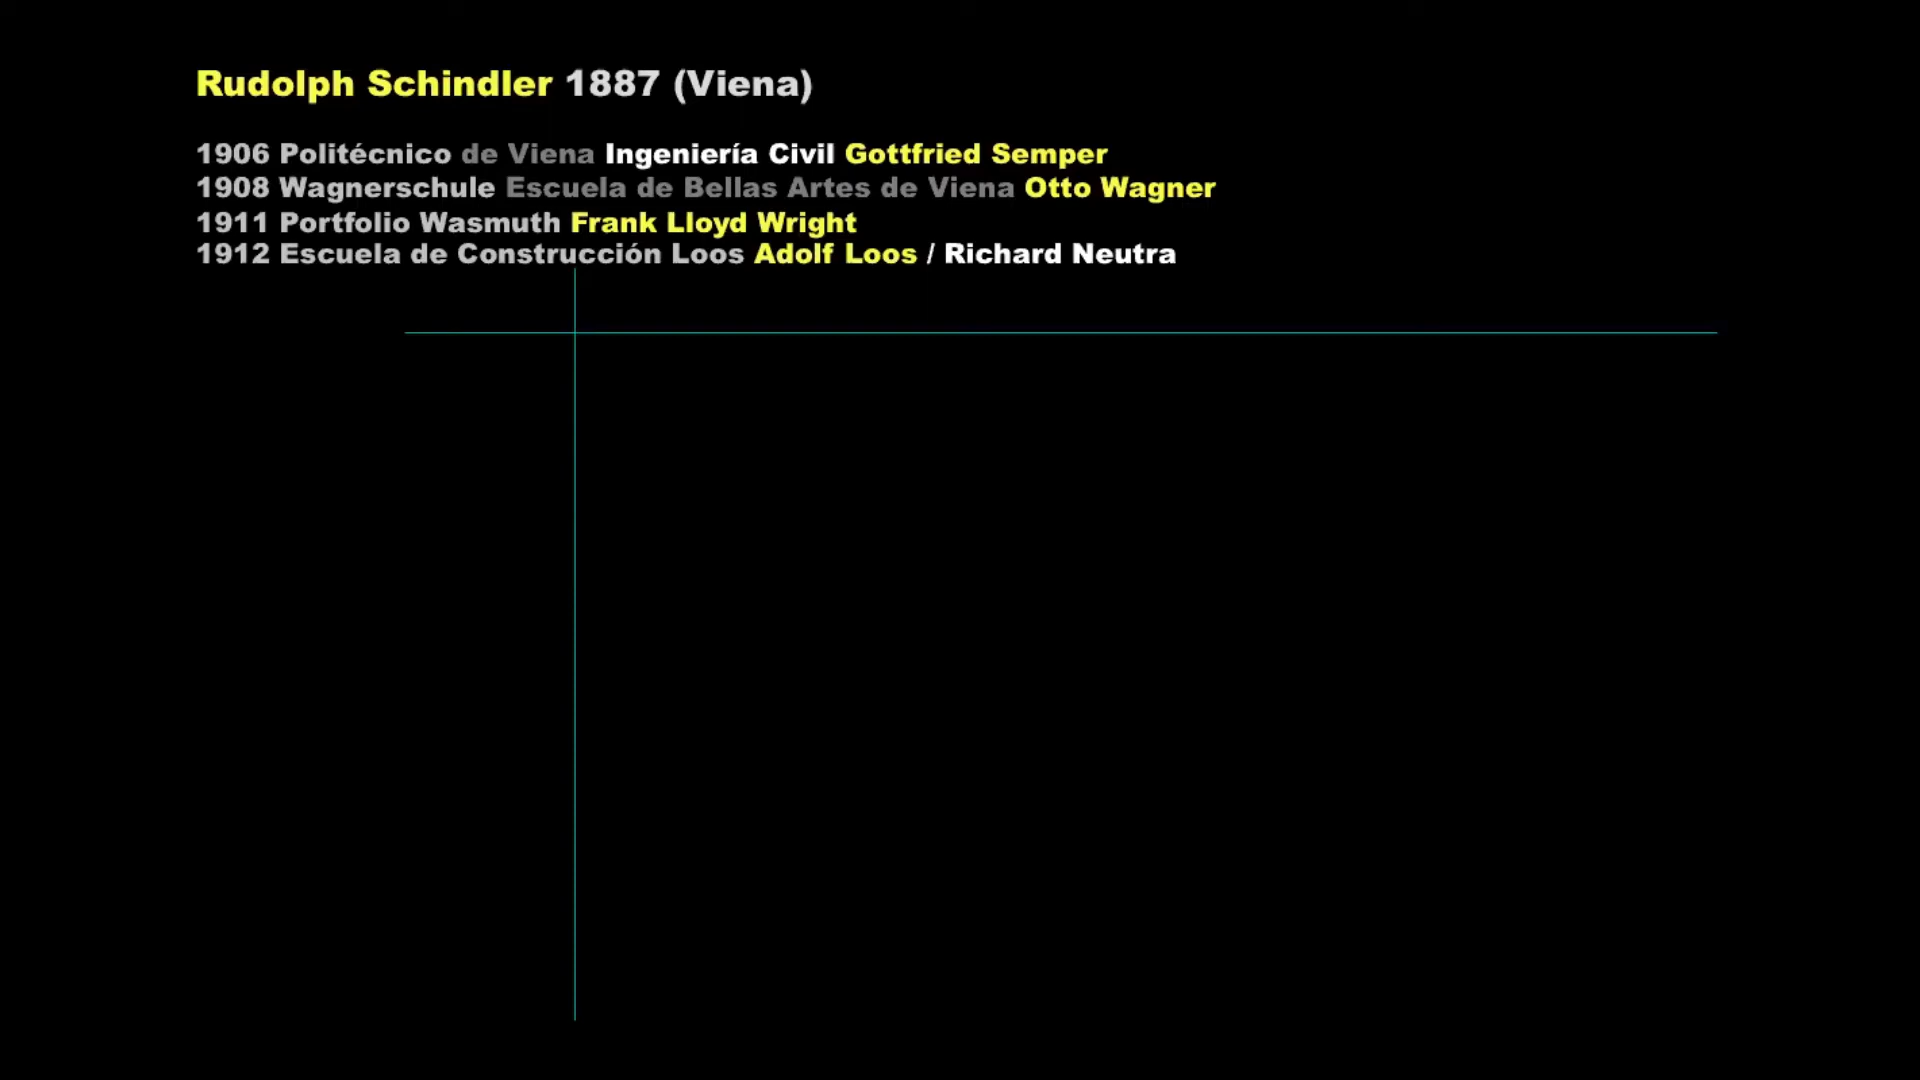 Rudolph Schindler 1887 (Viena)
1906 Politécnico de Viena Ingeniería Civil Gottfried Semper
1908 Wagnerschule Escuela de Bellas Artes de Viena Otto Wagner
1911 Portfolio Wasmuth Frank Lloyd Wright
1912 Escuela de Construcción Loos Adolf Loos / Richard Neutra